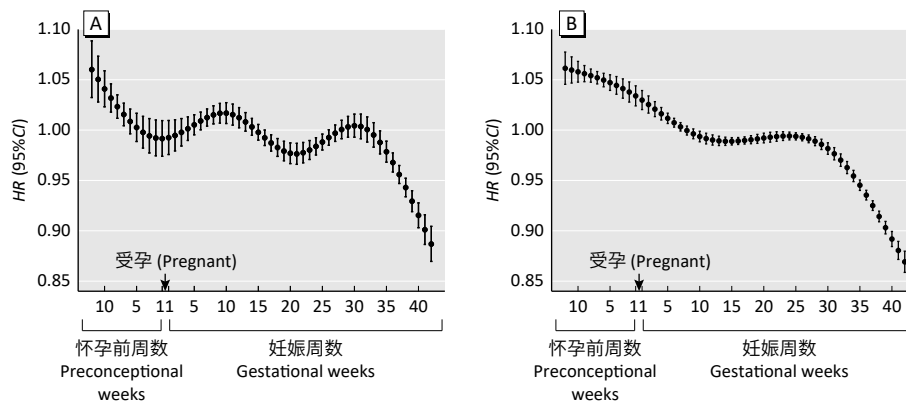 A
1.10
1.05
1.00
0.95
0.90
0.85
HR (95%CI)
受孕 (Pregnant)
10 5 1 1 5 10 15 20 25 30 35 40
怀孕前周数
Preconceptional
weeks
妊娠周数
Gestational weeks
B
1.10
1.05
1.00
0.95
0.90
0.85
HR (95%CI)
受孕 (Pregnant)
10 5 1 1 5 10 15 20 25 30 35 40
怀孕前周数
Preconceptional
weeks
妊娠周数
Gestational weeks